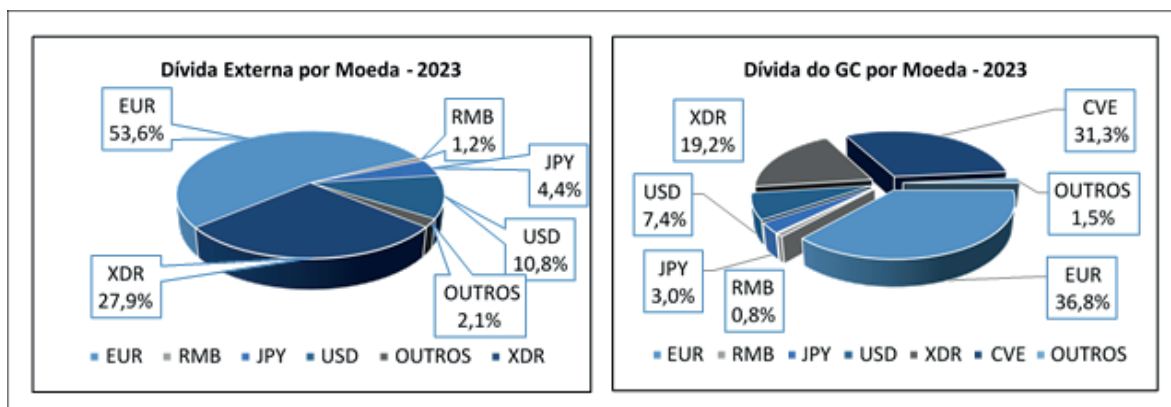 Dívida Externa por Moeda - 2023
EUR
53,6%
RMB
1,2%
JPY
4,4%
USD
10,8%
OUTROS
2,1%
XDR
27,9%
EUR RMB JPY USD OUTROS XDR
Dívida do GC por Moeda - 2023
XDR
19,2%
CVE
31,3%
USD
7,4%
OUTROS
1,5%
JPY
3,0%
RMB
0,8%
EUR
36,8%
EUR RMB JPY USD XDR CVE OUTROS